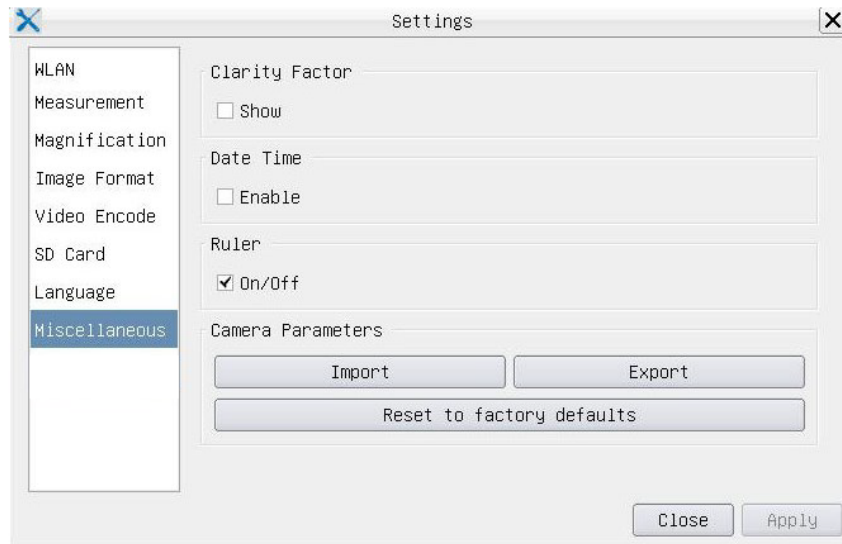 Settings
WLAN
Measurement
Magnification
Image Format
Video Encode
SD Card
Language
Miscellaneous
Clarity Factor
Show
Date Time
Enable
Ruler
On/Off
Camera Parameters
Import Export
Reset to factory defaults
Close Apply